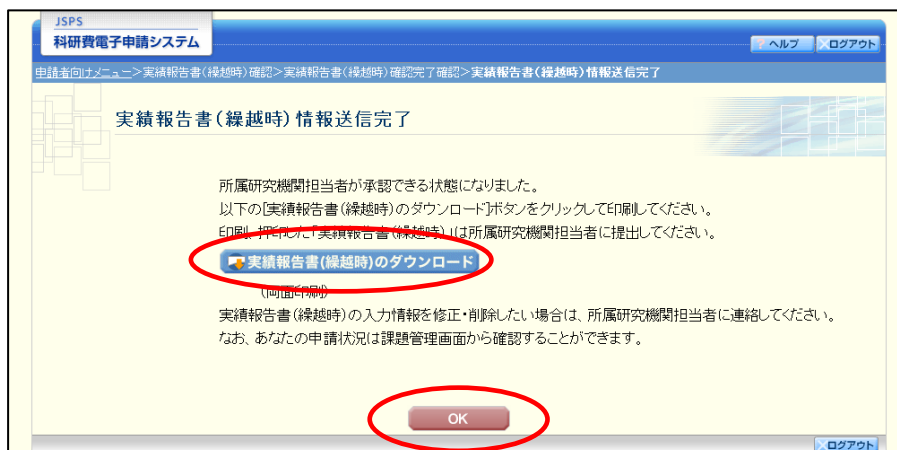 JSPS
科研費電子申請システム
? ヘルプ
ログアウト
申請者向けメニュー>実績報告書(繰越時)確認>実績報告書(繰越時)確認完了確認>実績報告書(繰越時)情報送信完了
実績報告書(繰越時)情報送信完了
所属研究機関担当者が承認できる状態になりました。
以下の[実績報告書(繰越時)のダウンロード]ボタンをクリックして印刷してください。
印刷、押印した「実績報告書(繰越時)」は所属研究機関担当者に提出してください。
実績報告書(繰越時)のダウンロード
(両面印刷)
実績報告書(繰越時)の入力情報を修正・削除したい場合は、所属研究機関担当者に連絡してください。
なお、あなたの申請状況は課題管理画面から確認することができます。
OK
ログアウト